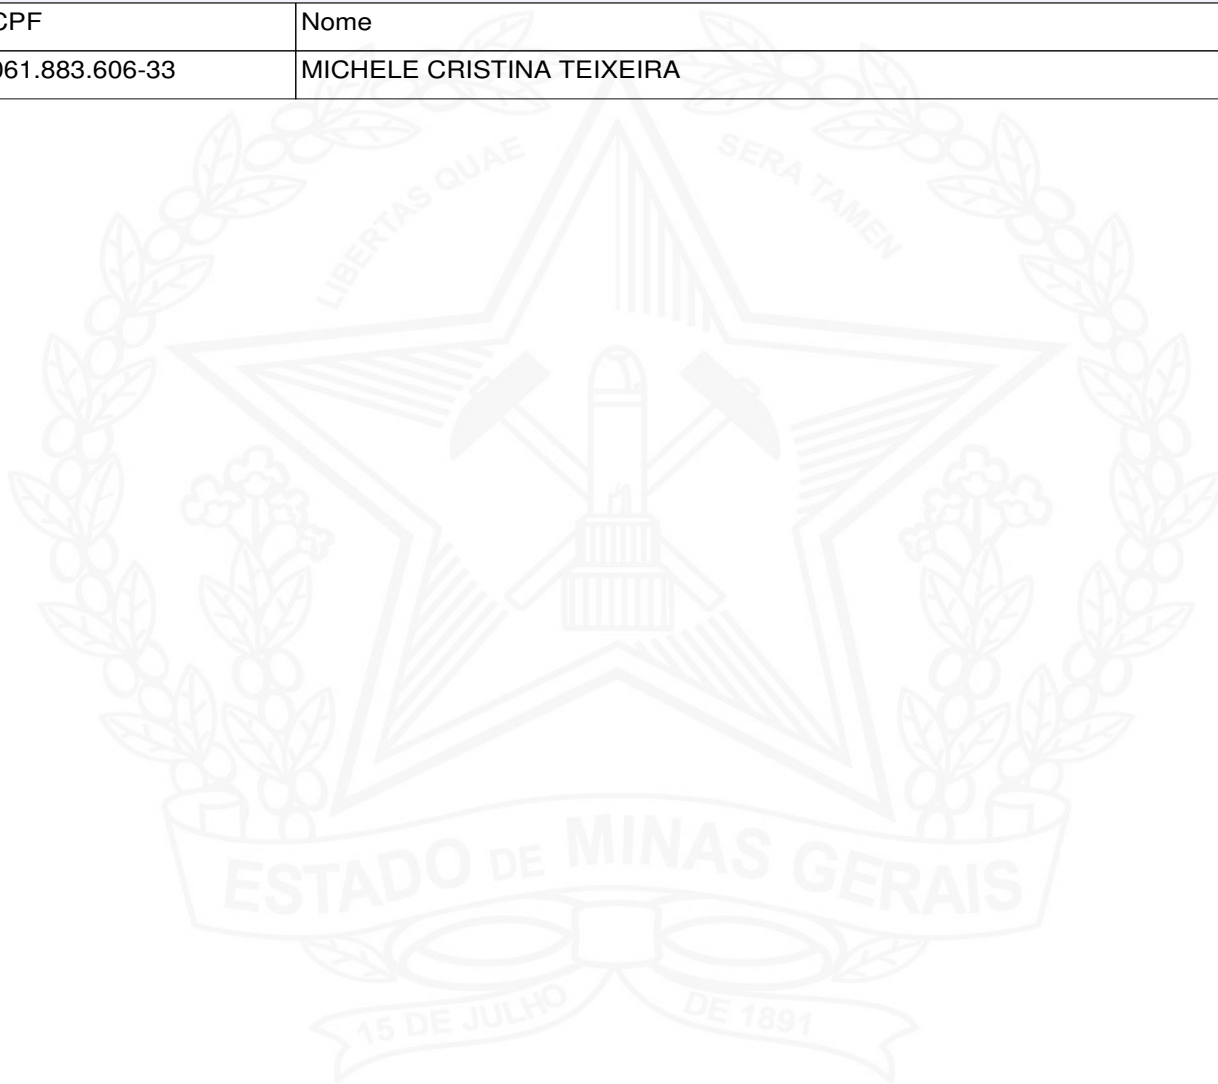 CPF Nome
061.883.606-33 MICHELE CRISTINA TEIXEIRA
LIBERTAS QUAE SERA TAMEN
ESTADO DE MINAS GERAIS
15 DE JULHO DE 1891